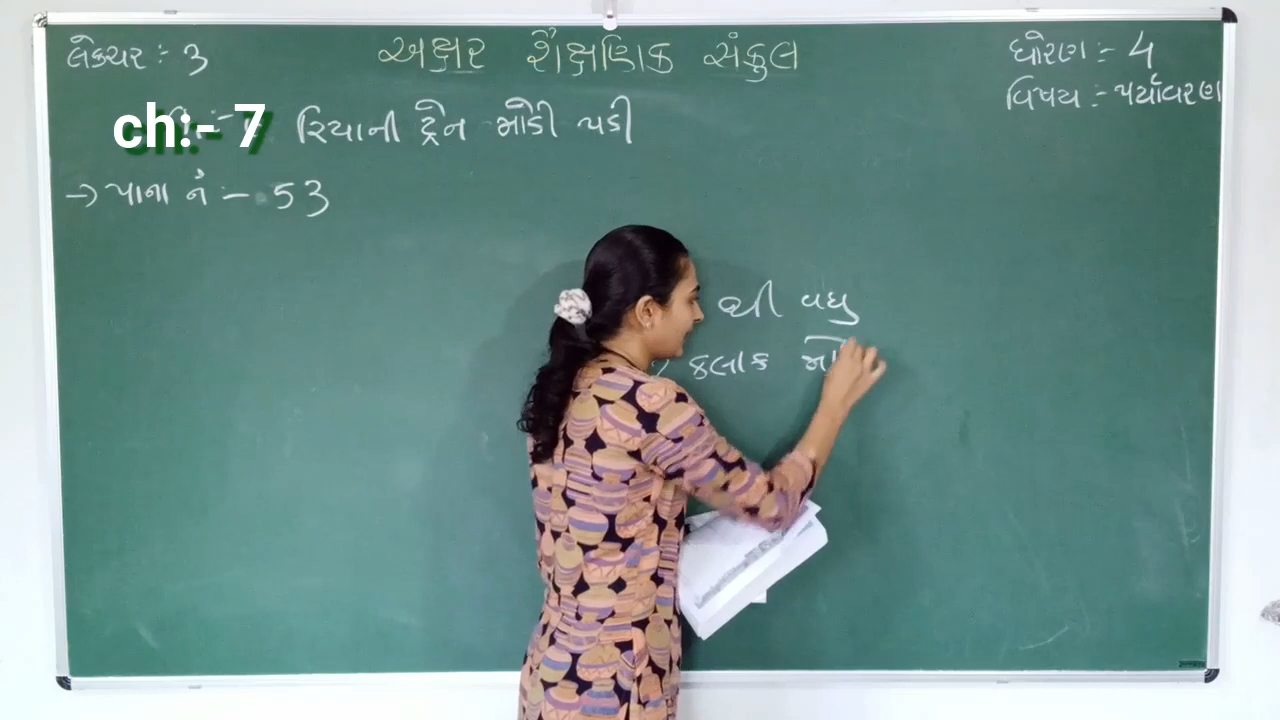 લેક્ચર :- 3
અક્ષર શૈક્ષણિક સંકુલ
ધોરણ :- 4
વિષય :- પર્યાવરણ
ch:- 7
રિયાની ટ્રેન મોડી પડી
→ પાના નં :- 53
થી વધુ
કલાક